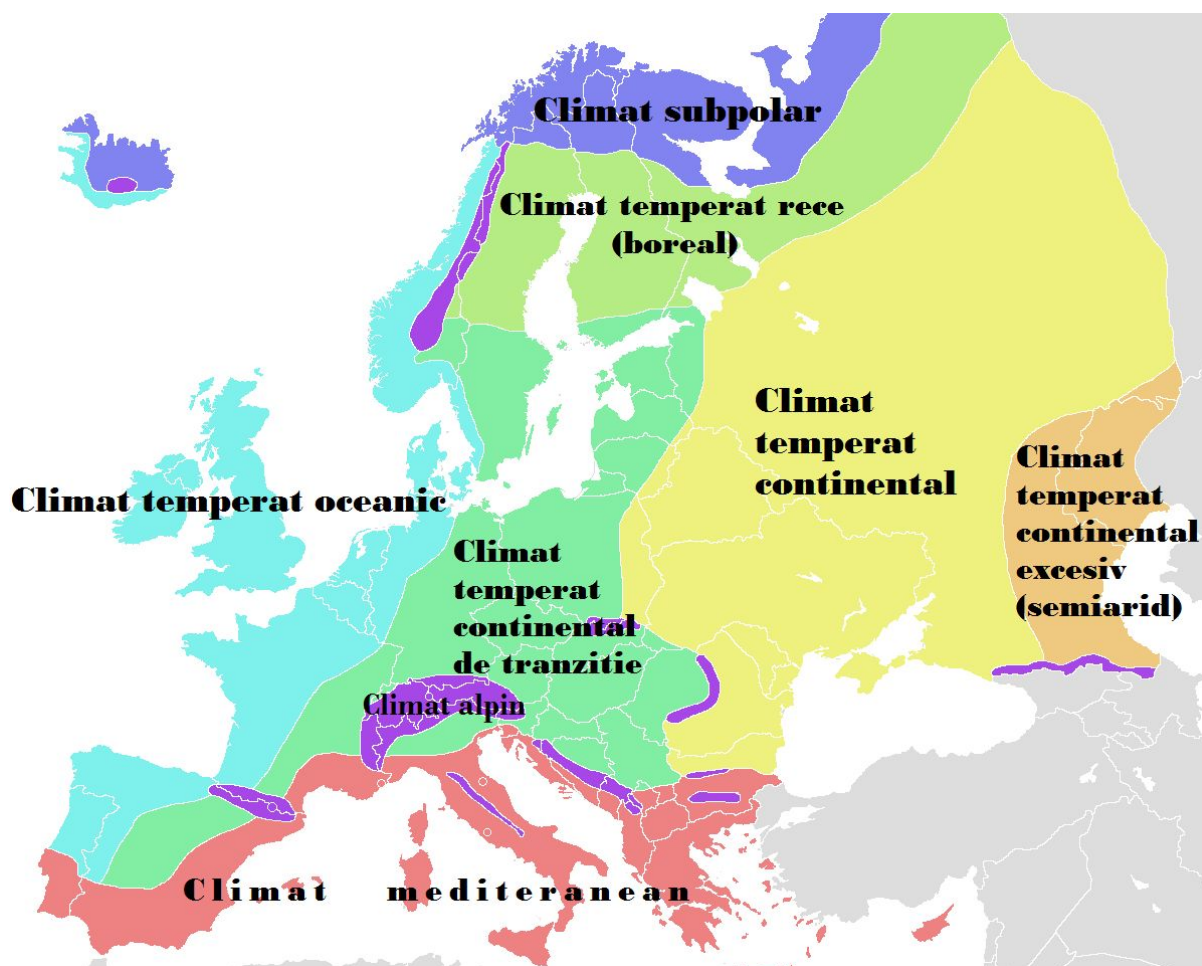 Climat subpolar
Climat temperat rece
(boreal)
Climat temperat oceanic
Climat
temperat
continental
Climat
temperat
continental
excesiv
(semiarid)
Climat
temperat
continental
de tranzitie
Climat alpin
Climat mediteranean